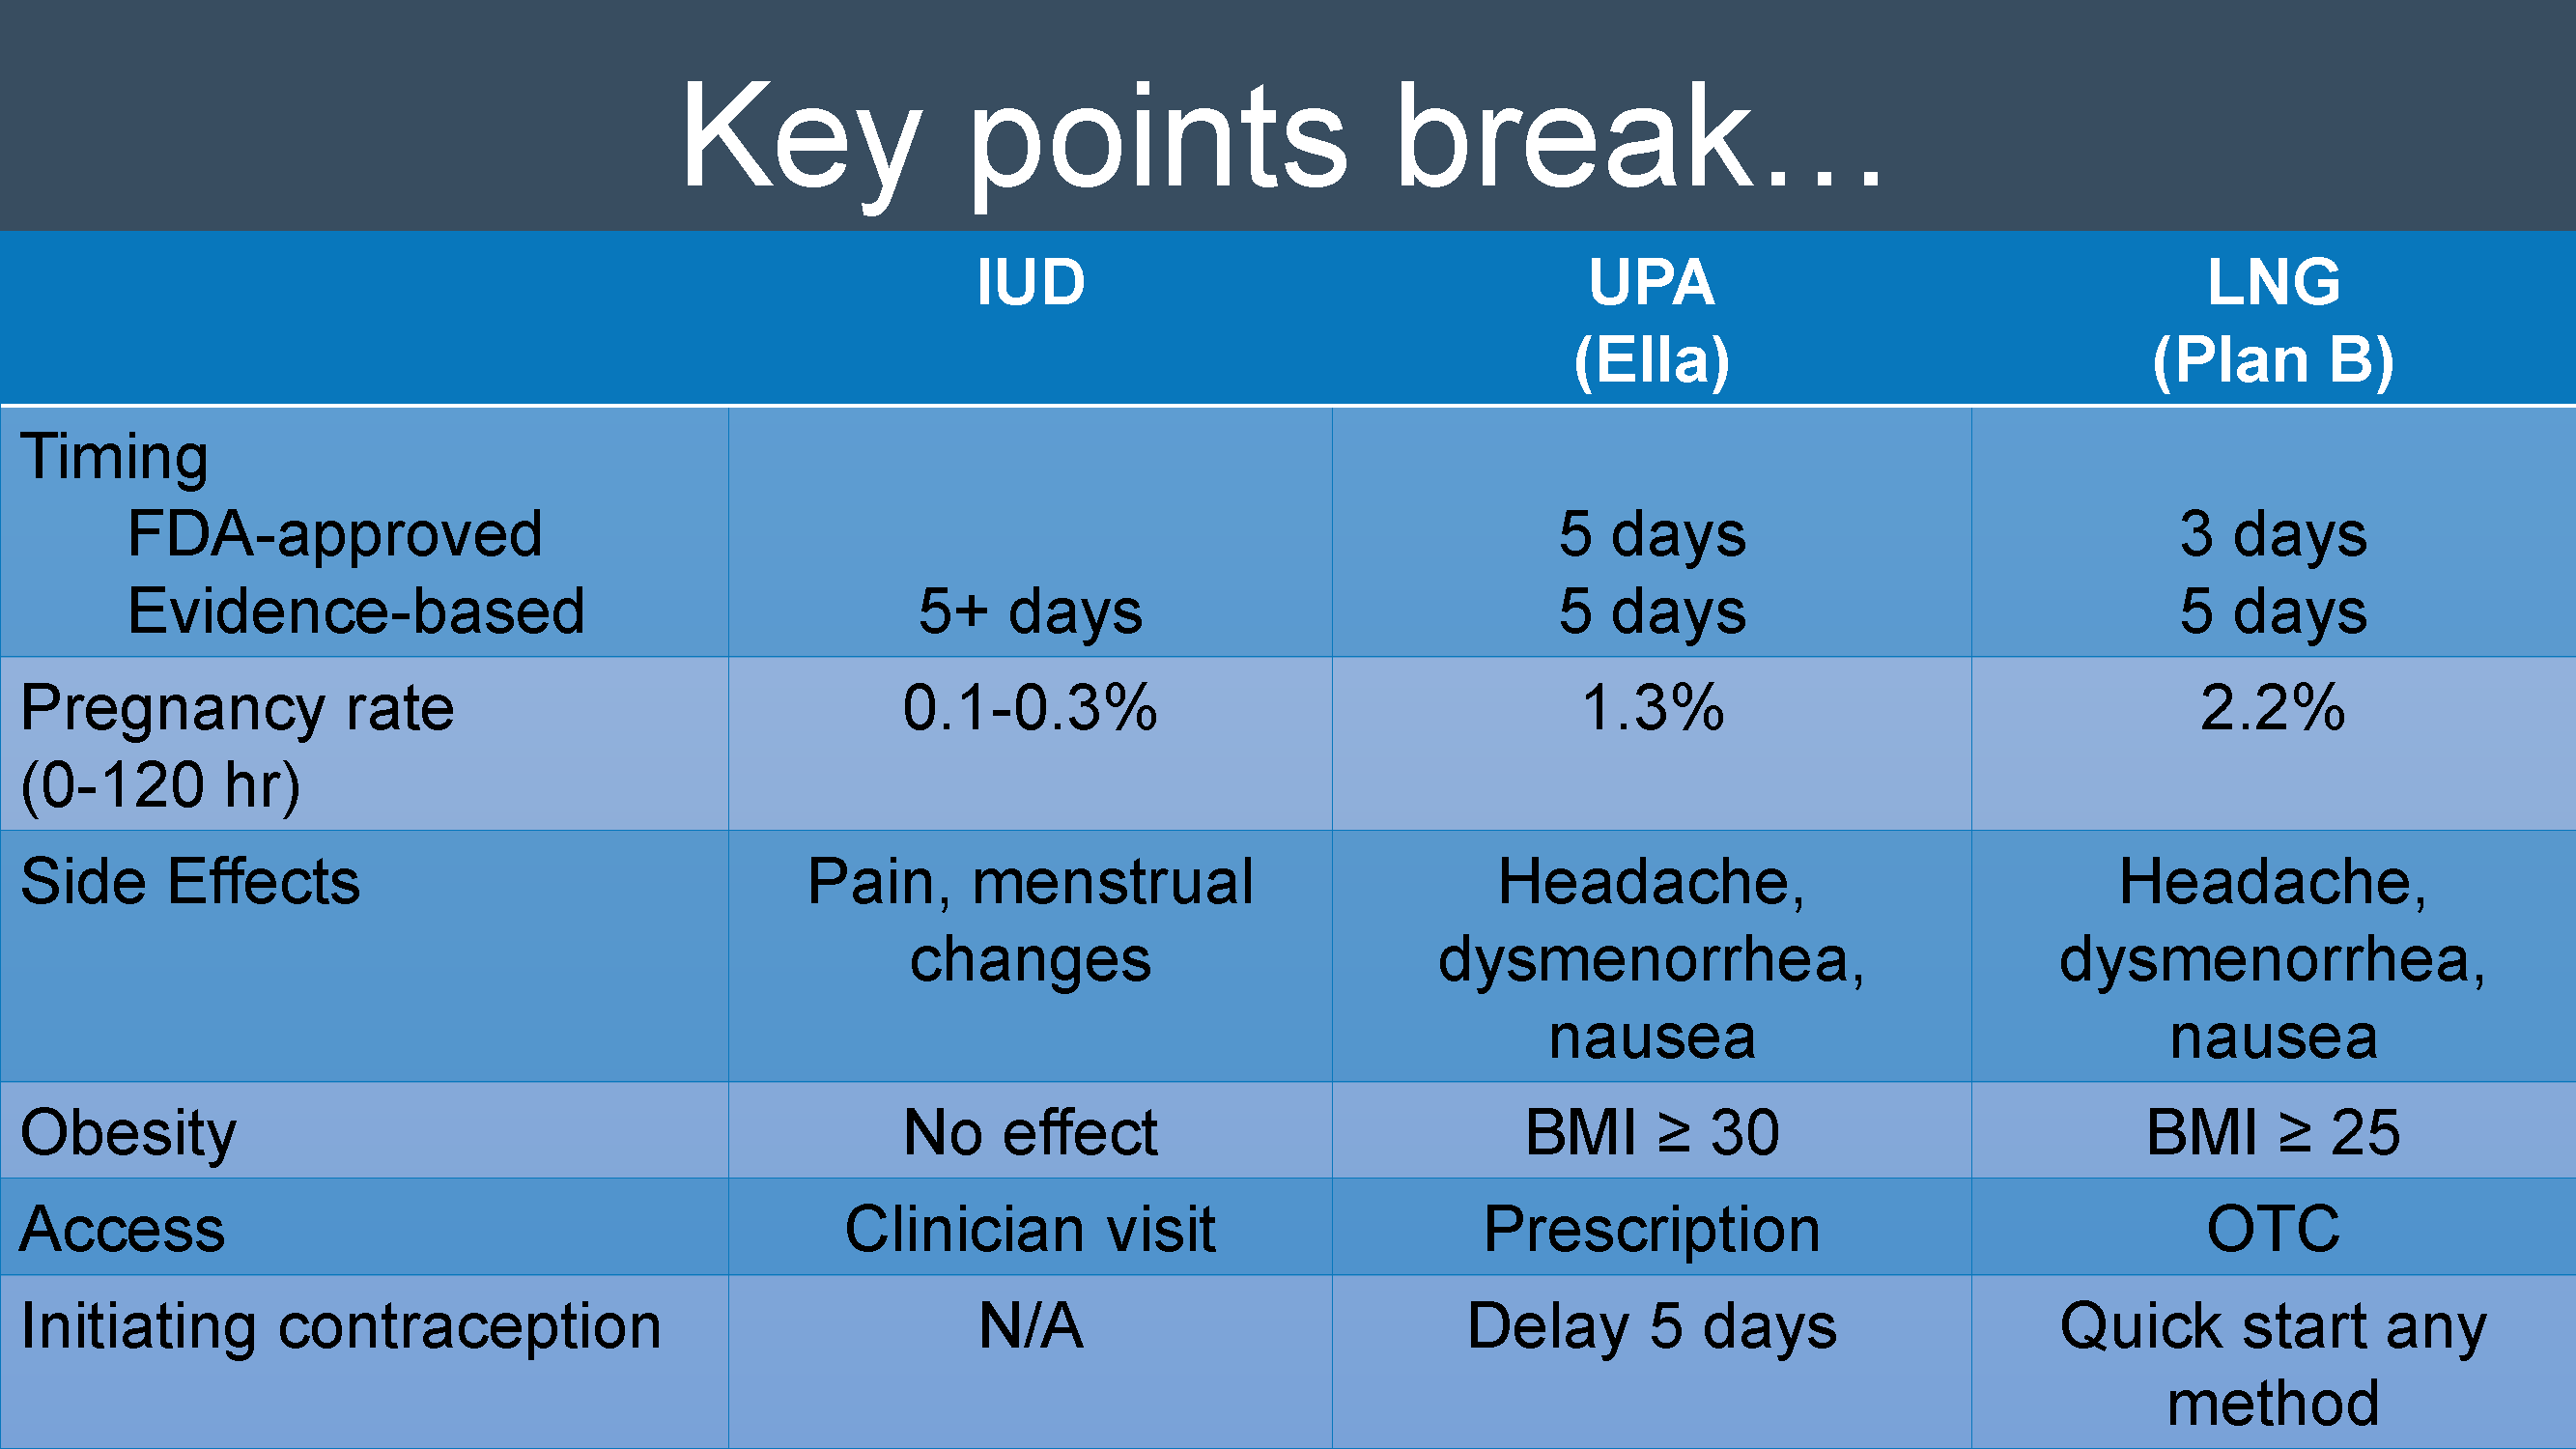 Key points break…
IUD UPA LNG
(Ella) (Plan B)
Timing
FDA-approved 5 days 3 days
Evidence-based 5+ days 5 days 5 days
Pregnancy rate 0.1-0.3% 1.3% 2.2%
(0-120 hr)
Side Effects Pain, menstrual Headache, Headache,
changes dysmenorrhea, dysmenorrhea,
nausea nausea
Obesity No effect BMI ≥ 30 BMI ≥ 25
Access Clinician visit Prescription OTC
Initiating contraception N/A Delay 5 days Quick start any
method